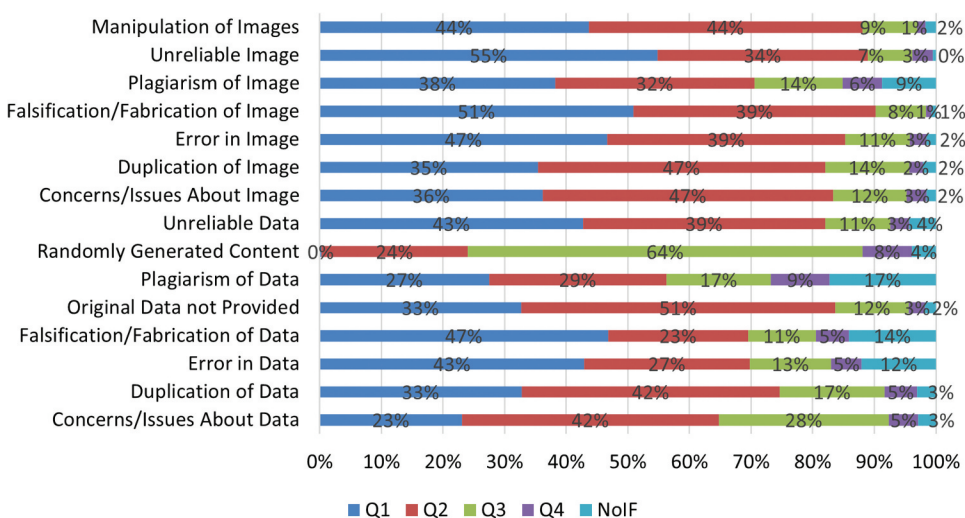 Manipulation of Images 44% 44% 9% 1% 2%
Unreliable Image 55% 34% 7% 3% 0%
Plagiarism of Image 38% 32% 14% 6% 9%
Falsification/Fabrication of Image 51% 39% 8% 1% 1%
Error in Image 47% 39% 11% 3% 2%
Duplication of Image 35% 47% 14% 2% 2%
Concerns/Issues About Image 36% 47% 12% 3% 2%
Unreliable Data 43% 39% 11% 3% 4%
Randomly Generated Content 0% 24% 64% 8% 4%
Plagiarism of Data 27% 29% 17% 9% 17%
Original Data not Provided 33% 51% 12% 3% 2%
Falsification/Fabrication of Data 47% 23% 11% 5% 14%
Error in Data 43% 27% 13% 5% 12%
Duplication of Data 33% 42% 17% 5% 3%
Concerns/Issues About Data 23% 42% 28% 5% 3%
0% 10% 20% 30% 40% 50% 60% 70% 80% 90% 100%
Q1 Q2 Q3 Q4 NoIF